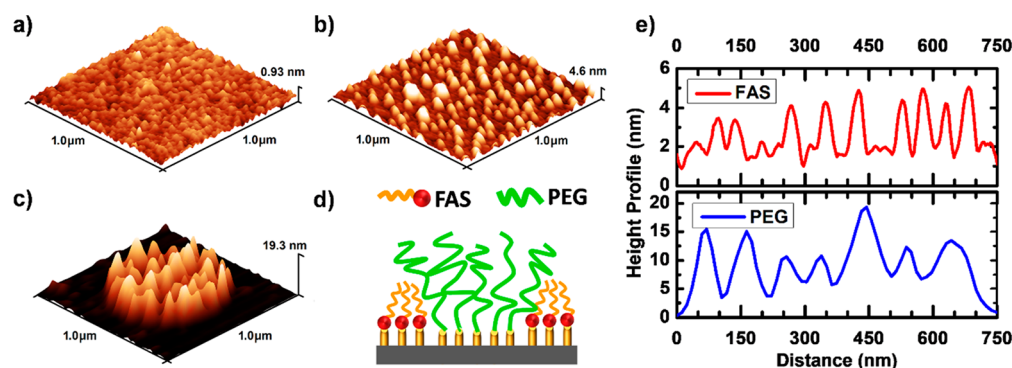 a)
0.93 nm
1.0μm
1.0μm
b)
4.6 nm
1.0μm
1.0μm
c)
19.3 nm
1.0μm
1.0μm
d)
FAS
PEG
e)
0 150 300 450 600 750
6
4
2
0
FAS
20
15
10
5
0
PEG
Height Profile (nm)
0 150 300 450 600 750
Distance (nm)